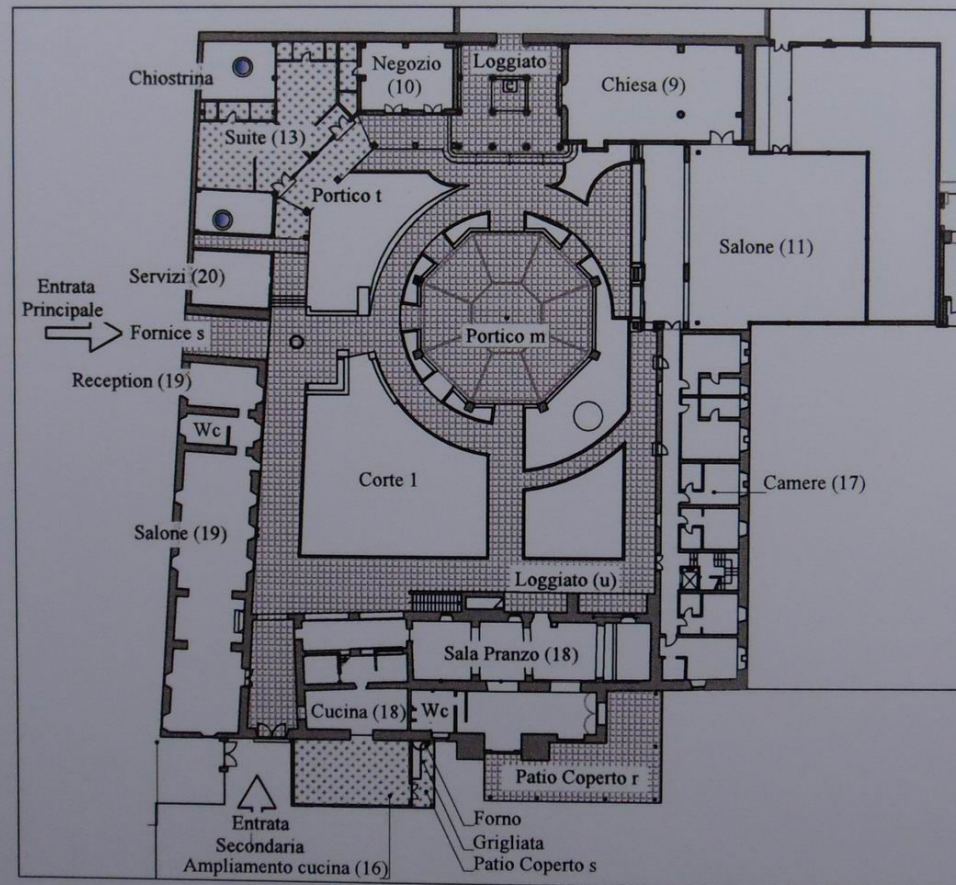 Chiostrina
Negozio
(10)
Loggiato
C
Chiesa (9)
Suite (13)
Portico t
Salone (11)
Servizi (20)
Entrata
Principale
Fornice s
Portico m
Reception (19)
Wc
Corte 1
Camere (17)
Salone (19)
Loggiato (u)
Sala Pranzo (18)
Cucina (18)
Wc
Patio Coperto r
Forno
Entrata
Secondaria
Grigliata
Ampliamento cucina (16)
Patio Coperto s